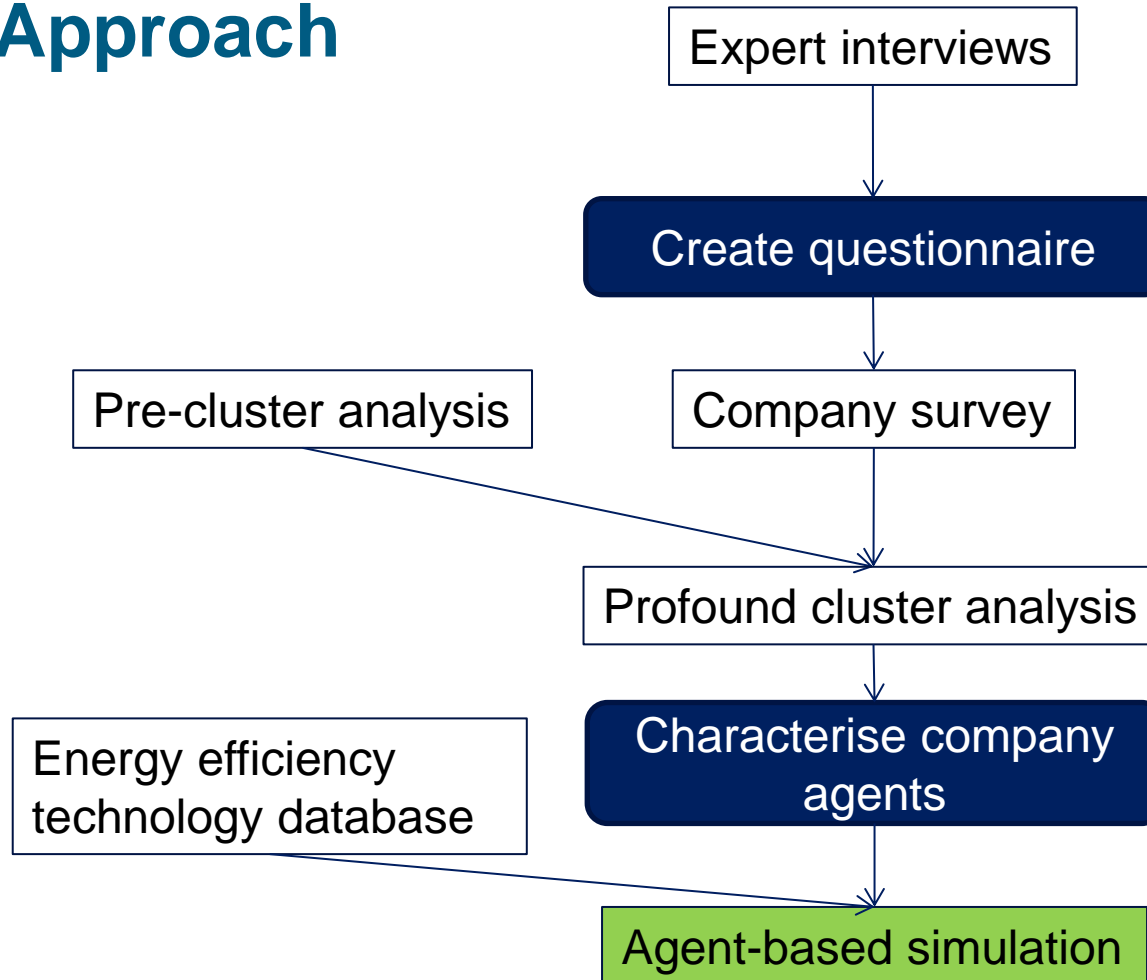 Approach
Expert interviews
Create questionnaire
Pre-cluster analysis
Company survey
Profound cluster analysis
Characterise company
agents
Energy efficiency
technology database
Agent-based simulation